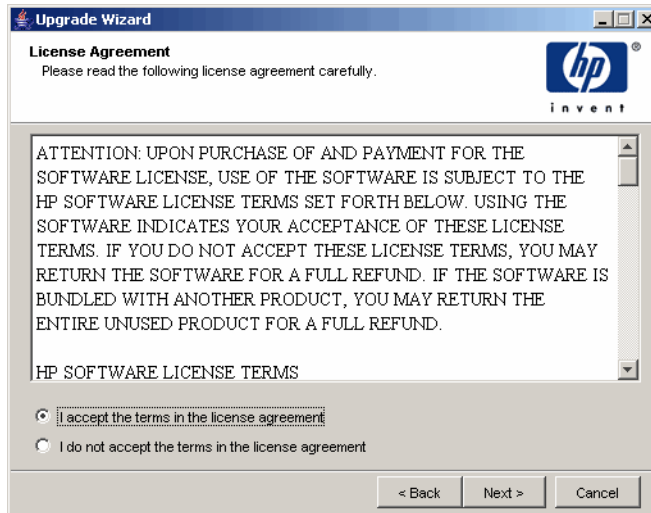 Upgrade Wizard
License Agreement
Please read the following license agreement carefully.
hp
®
invent
ATTENTION: UPON PURCHASE OF AND PAYMENT FOR THE
SOFTWARE LICENSE, USE OF THE SOFTWARE IS SUBJECT TO THE
HP SOFTWARE LICENSE TERMS SET FORTH BELOW. USING THE
SOFTWARE INDICATES YOUR ACCEPTANCE OF THESE LICENSE
TERMS. IF YOU DO NOT ACCEPT THESE LICENSE TERMS, YOU MAY
RETURN THE SOFTWARE FOR A FULL REFUND. IF THE SOFTWARE IS
BUNDLED WITH ANOTHER PRODUCT, YOU MAY RETURN THE
ENTIRE UNUSED PRODUCT FOR A FULL REFUND.
HP SOFTWARE LICENSE TERMS
I accept the terms in the license agreement
I do not accept the terms in the license agreement
< Back Next > Cancel